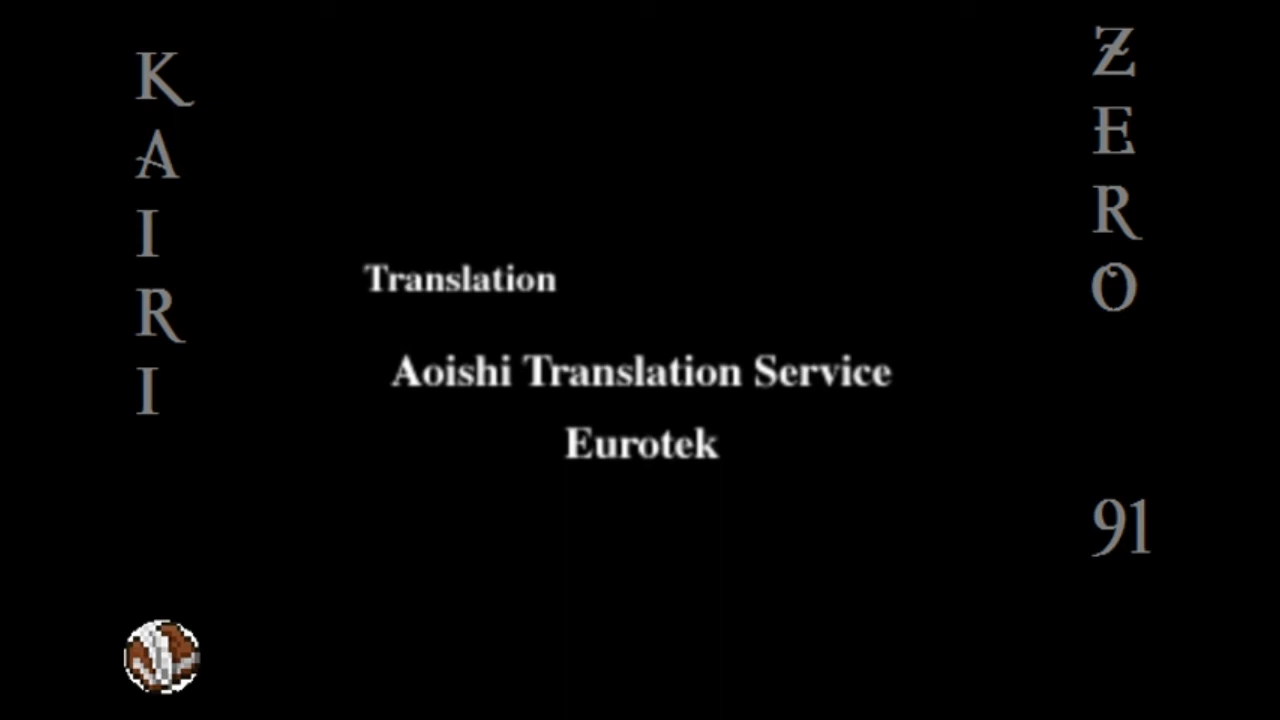 KAIRI
ZERO
91
Translation
Aoishi Translation Service
Eurotek